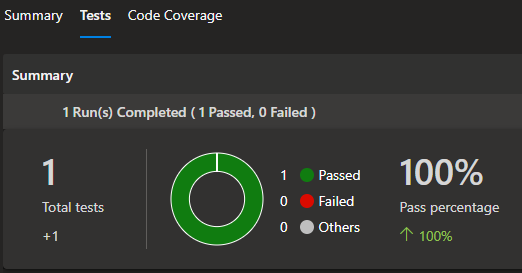 Summary Tests Code Coverage
Summary
1 Run(s) Completed ( 1 Passed, 0 Failed )
1
Total tests
+1
1 Passed
0 Failed
0 Others
100%
Pass percentage
↑ 100%